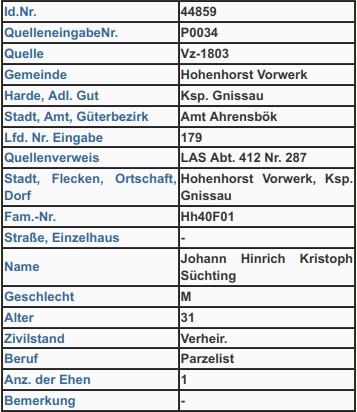 Id.Nr. 44859
QuelleneingabeNr. P0034
Quelle Vz-1803
Gemeinde Hohenhorst Vorwerk
Harde, Adl. Gut Ksp. Gnissau
Stadt, Amt, Güterbezirk Amt Ahrensbök
Lfd. Nr. Eingabe 179
Quellenverweis LAS Abt. 412 Nr. 287
Stadt, Flecken, Ortschaft, Hohenhorst Vorwerk, Ksp.
Dorf Gnissau
Fam.-Nr. Hh40F01
Straße, Einzelhaus -
Name Johann Hinrich Kristoph
Süchting
Geschlecht M
Alter 31
Zivilstand Verheir.
Beruf Parzelist
Anz. der Ehen 1
Bemerkung -